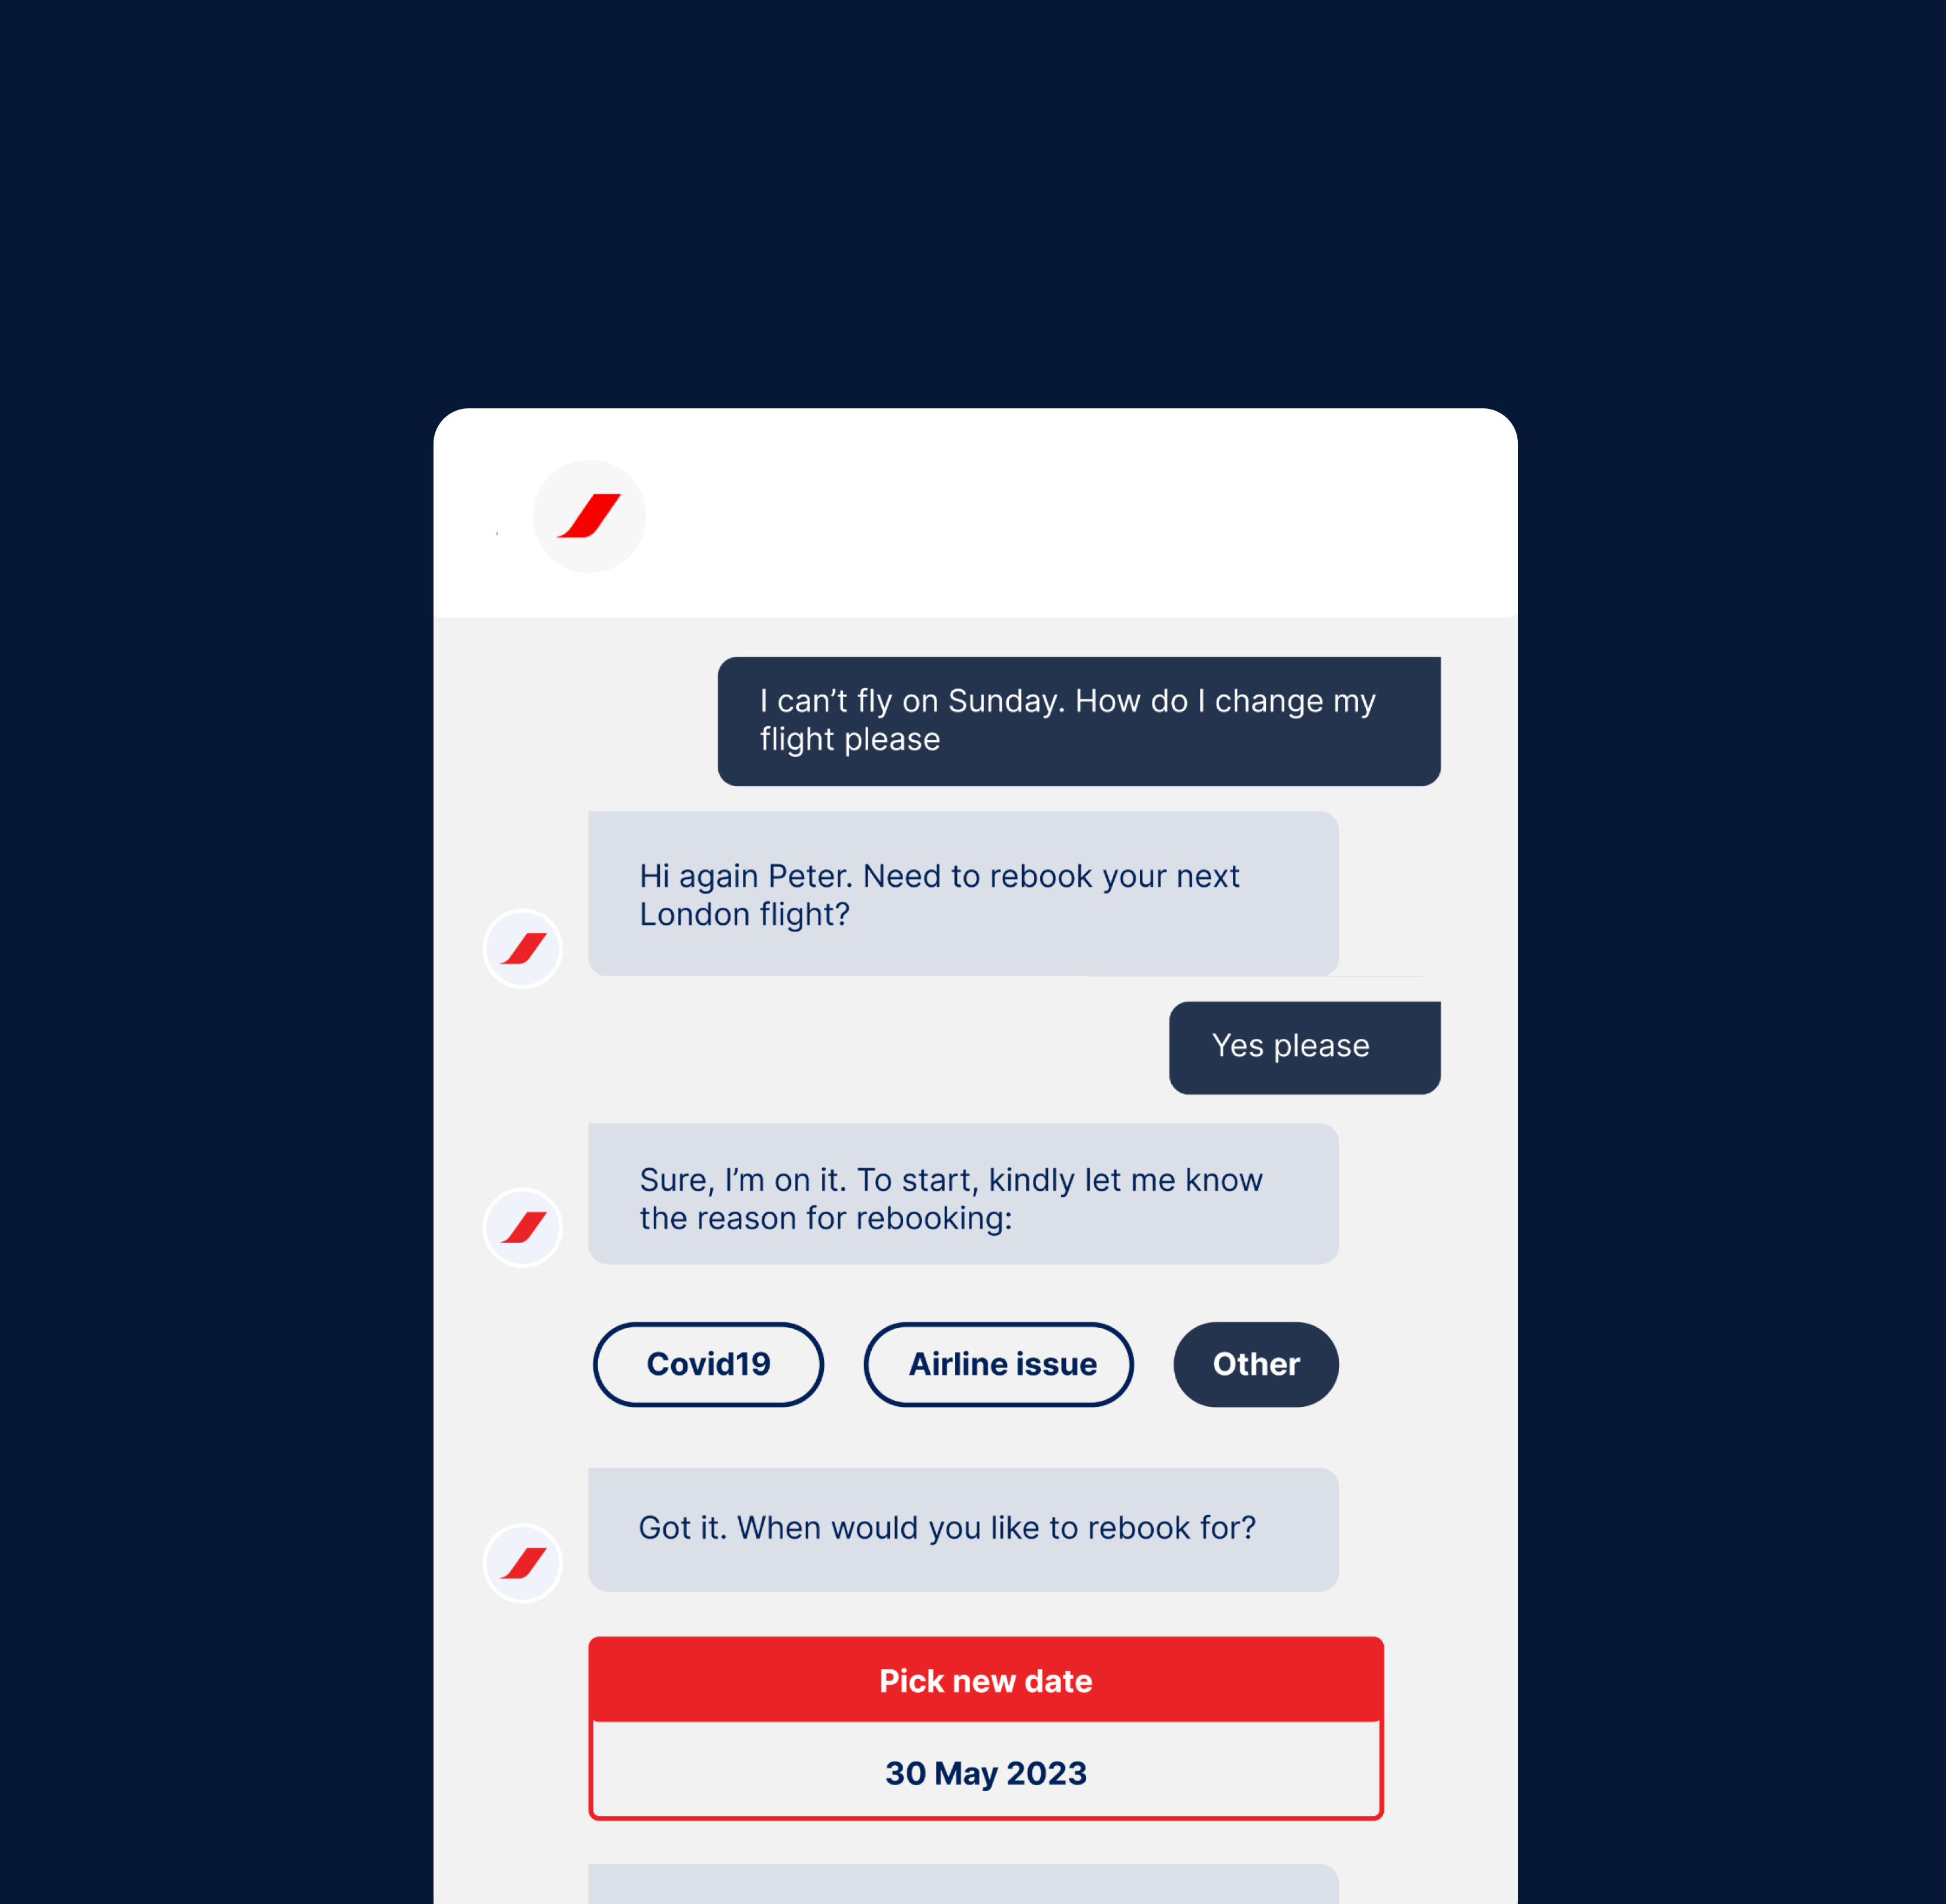 I can’t fly on Sunday. How do I change my
flight please
Hi again Peter. Need to rebook your next
London flight?
Yes please
Sure, I’m on it. To start, kindly let me know
the reason for rebooking:
Covid19
Airline issue
Other
Got it. When would you like to rebook for?
Pick new date
30 May 2023